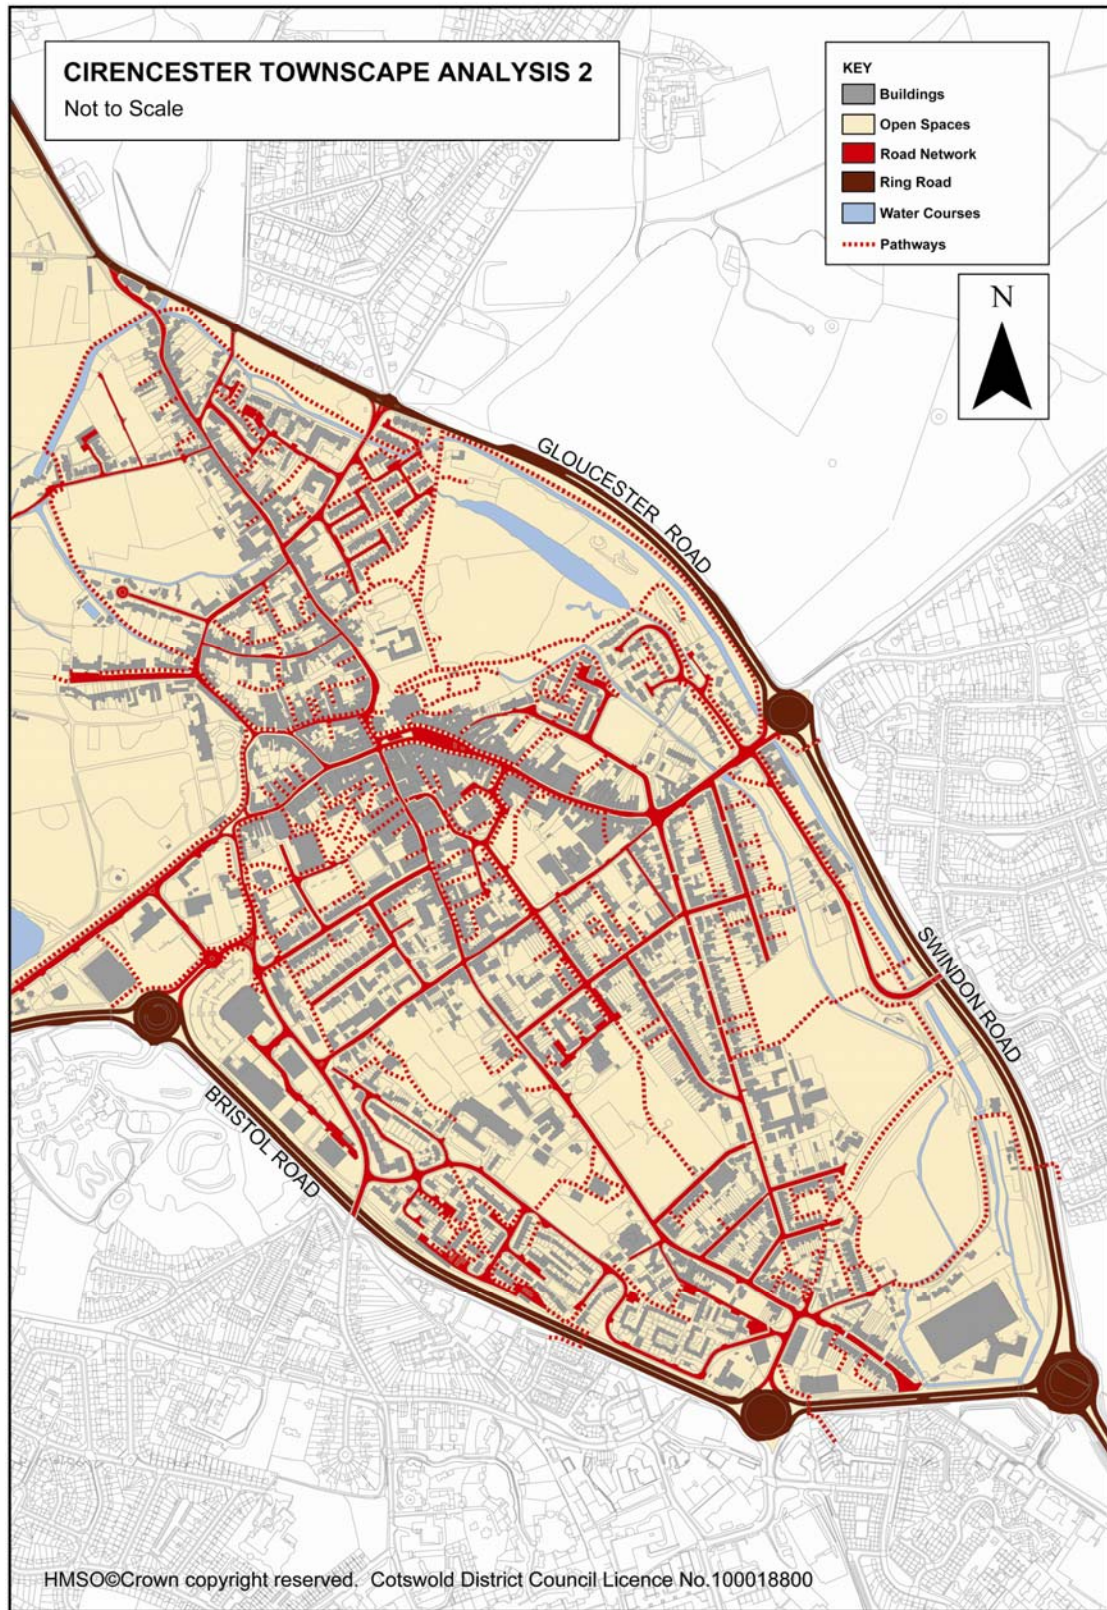 CIRENCESTER TOWNSCAPE ANALYSIS 2
Not to Scale
KEY
Buildings
Open Spaces
Road Network
Ring Road
Water Courses
Pathways
N
GLOUCESTER ROAD
SWINDON ROAD
BRISTOL ROAD
HMSO©Crown copyright reserved. Cotswold District Council Licence No.100018800